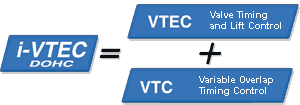 i-VTEC
DOHC
=
VTEC
Valve Timing
and Lift Control
+
VTC
Variable Overlap
Timing Control